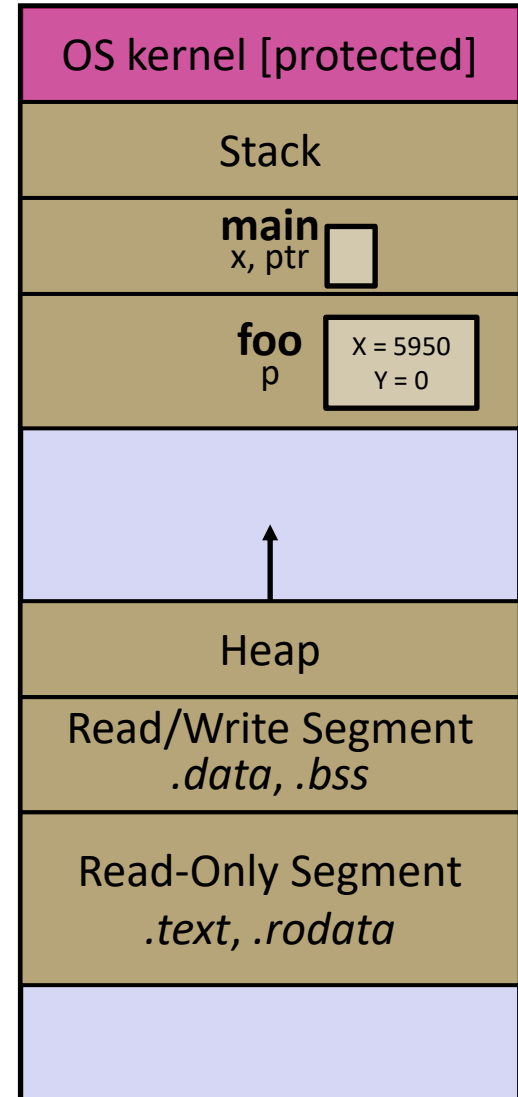 OS kernel [protected]
Stack
main
x, ptr
foo
p
X = 5950
Y = 0
Heap
Read/Write Segment
.data, .bss
Read-Only Segment
.text, .rodata